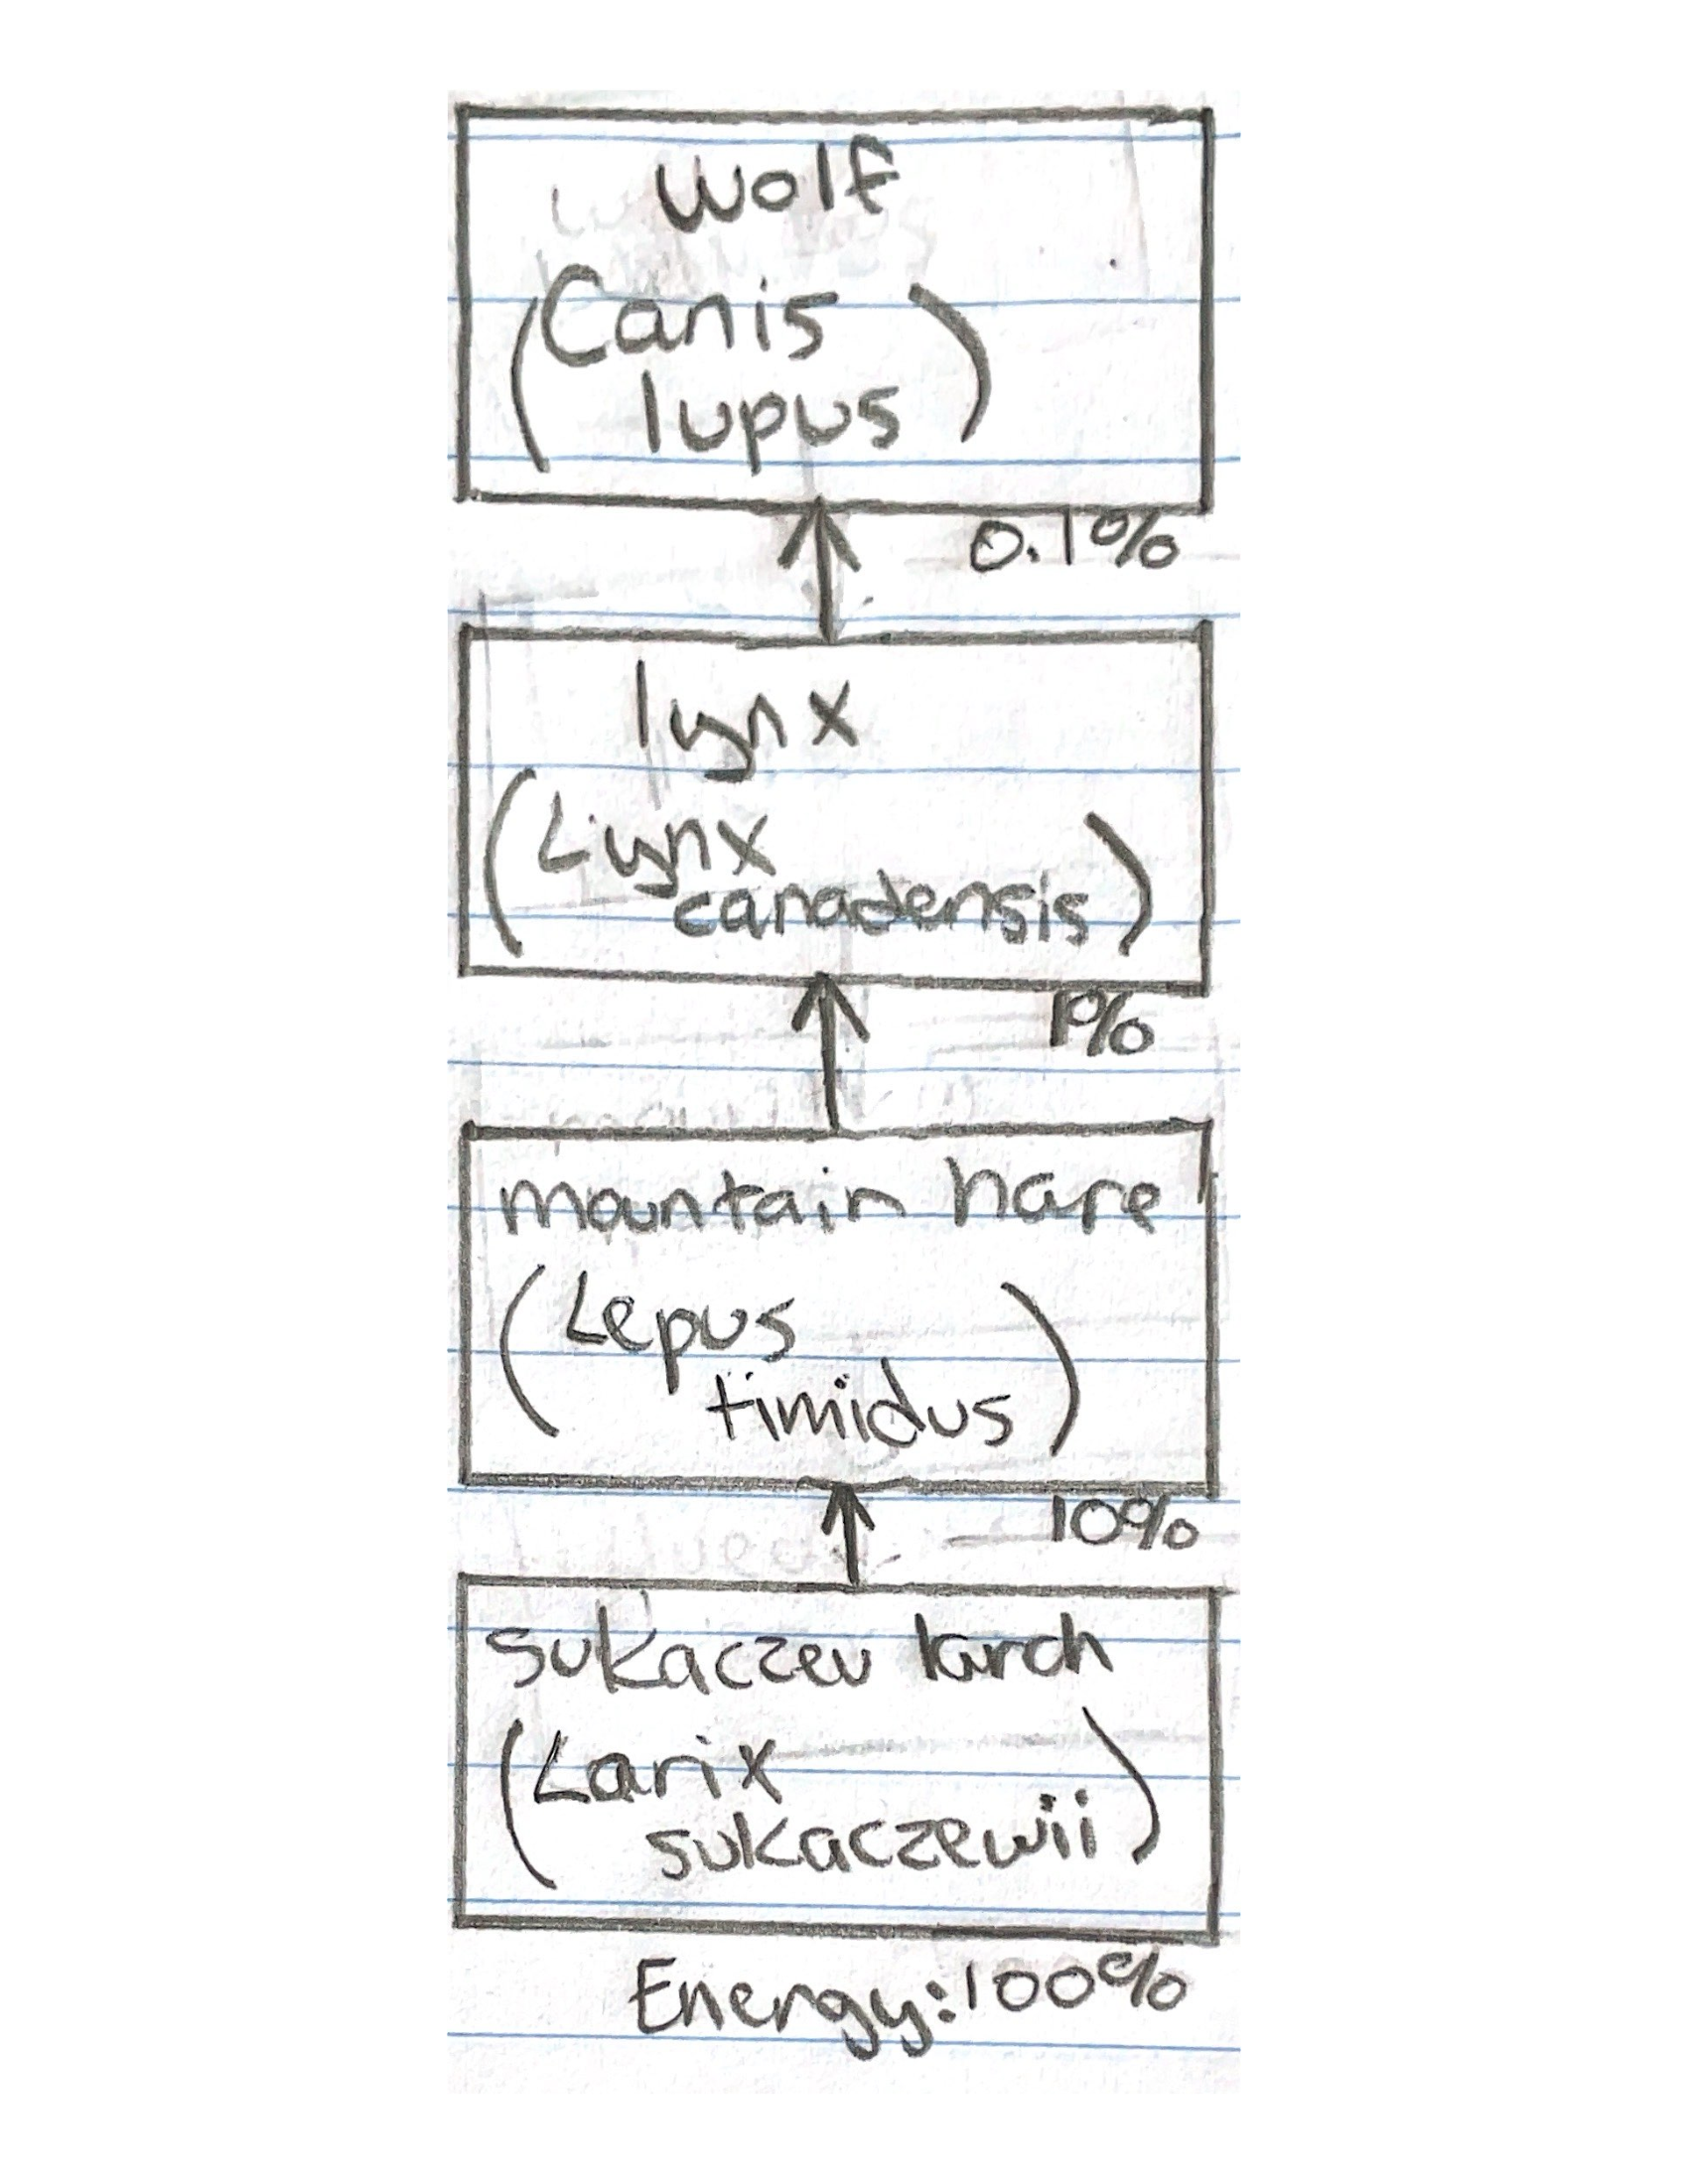 wolf
(Canis
lupus)
0.1%
lynx
(Lynx
canadensis)
1%
mountain hare
(Lepus
timidus)
10%
sukaczev larch
(Larix
sukaczewii)
Energy:100%